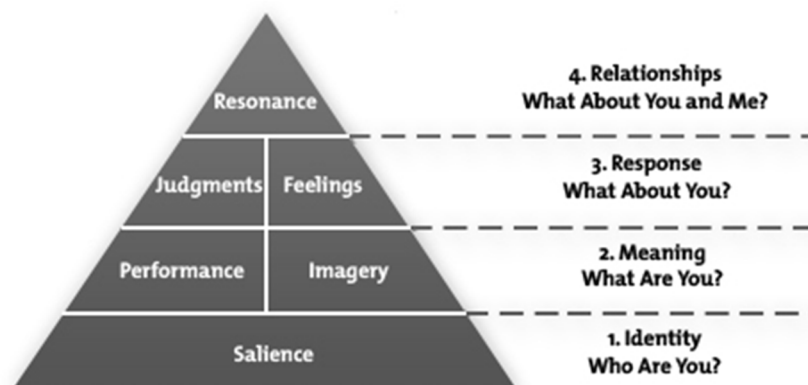 Resonance
4. Relationships
What About You and Me?
Judgments Feelings
3. Response
What About You?
Performance Imagery
2. Meaning
What Are You?
Salience
1. Identity
Who Are You?